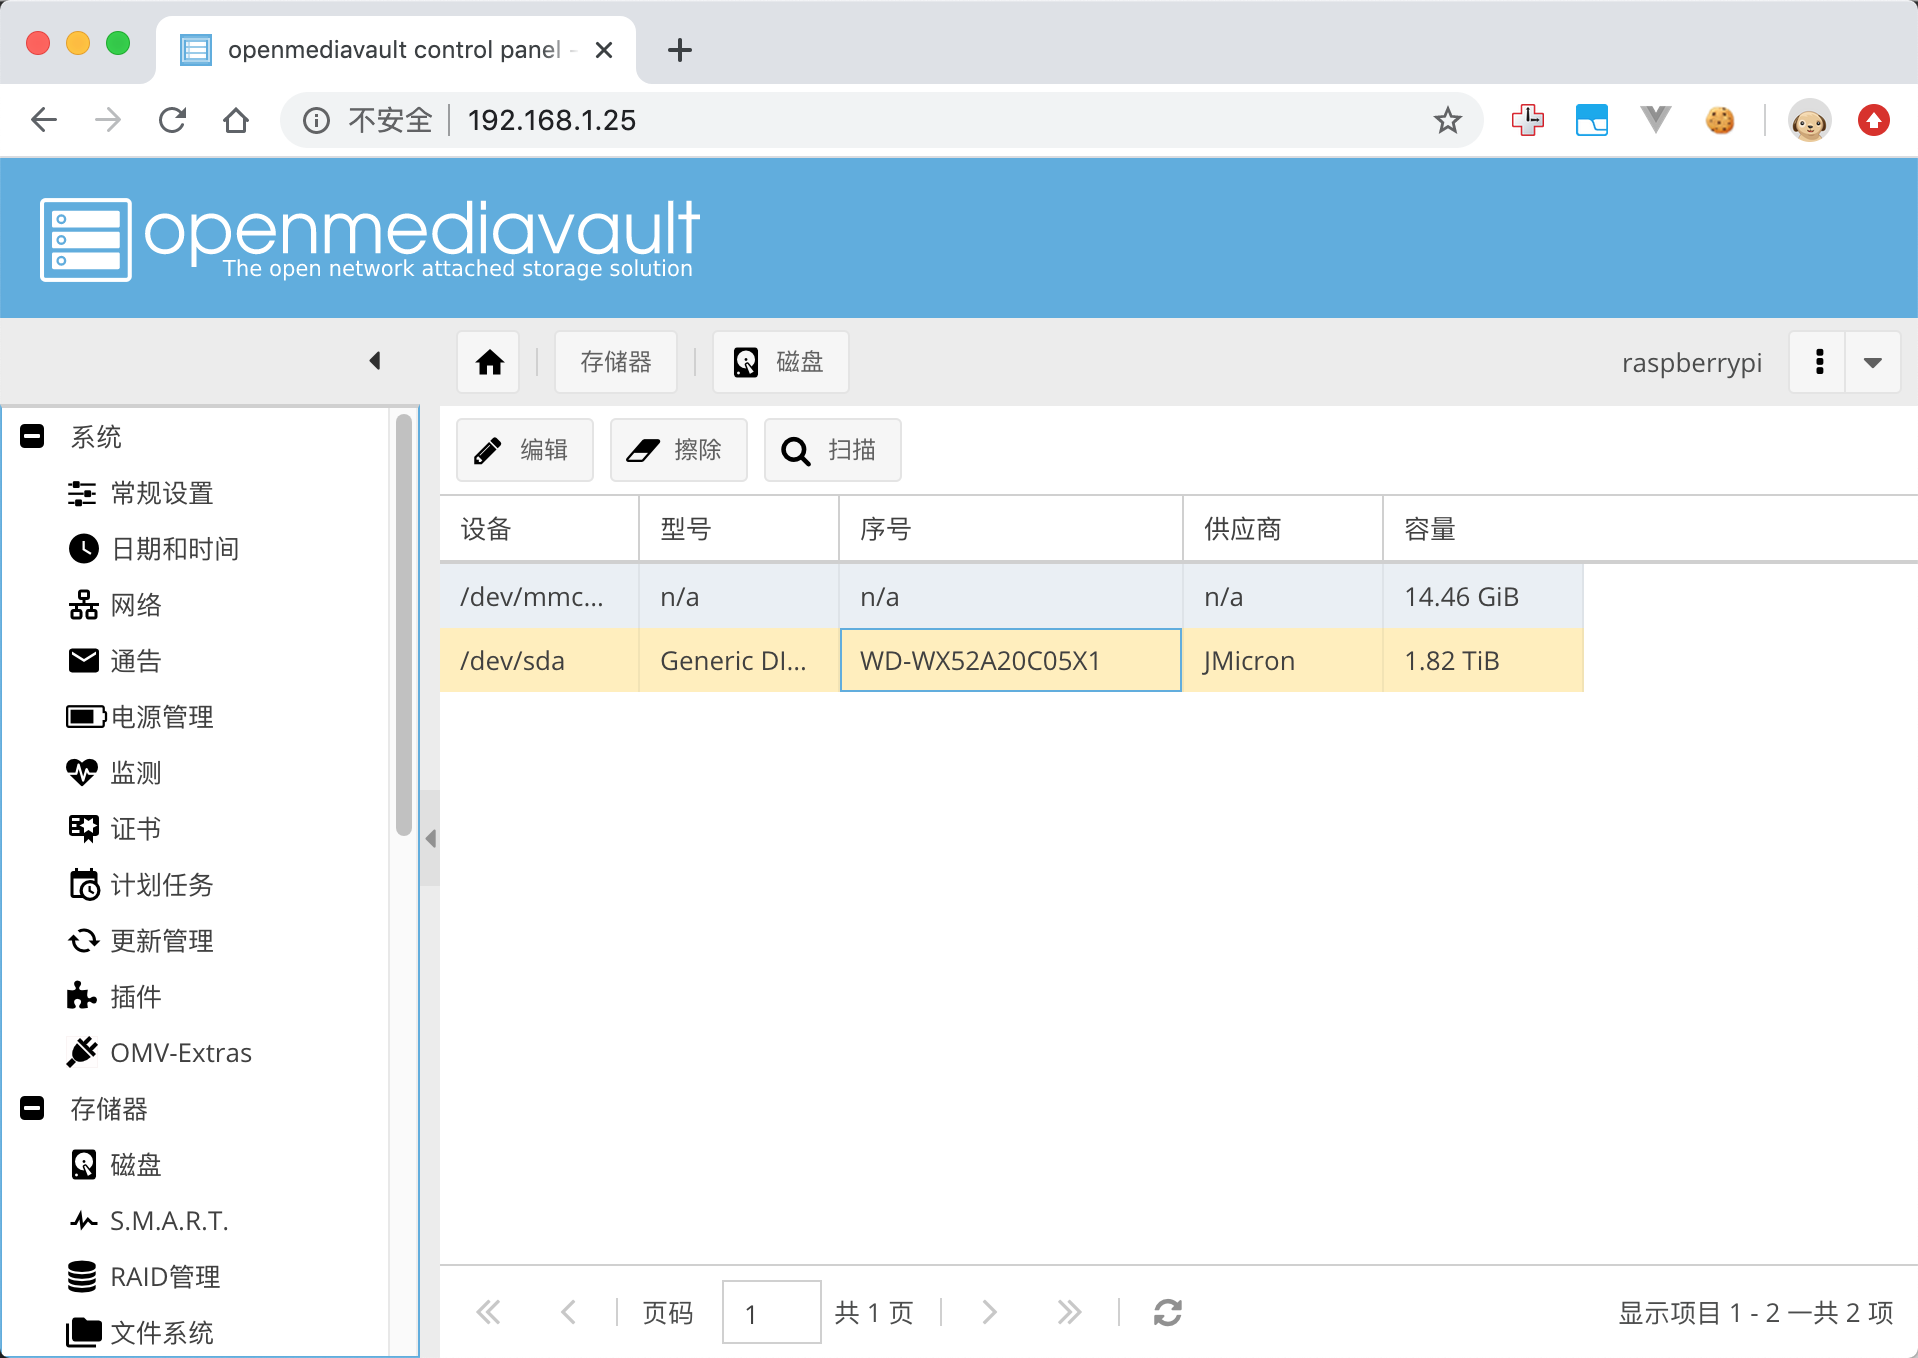 openmediavault control panel -
不安全 192.168.1.25
openmediavault
The open network attached storage solution
存储器 磁盘 raspberrypi
编辑 擦除 扫描
设备 型号 序号 供应商 容量
/dev/mmc... n/a n/a n/a 14.46 GiB
/dev/sda Generic DI... WD-WX52A20C05X1 JMicron 1.82 TiB
系统
常规设置
日期和时间
网络
通告
电源管理
监测
证书
计划任务
更新管理
插件
OMV-Extras
存储器
磁盘
S.M.A.R.T.
RAID管理
文件系统
页码 1 共 1 页 显示项目 1 - 2 一共 2 项